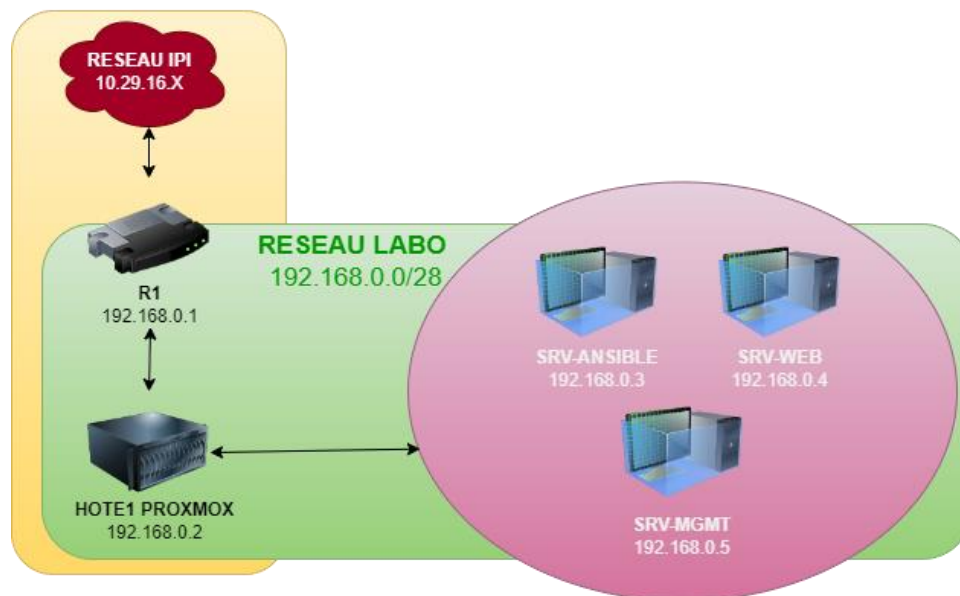 RESEAU IPI
10.29.16.X
RESEAU LABO
192.168.0.0/28
R1
192.168.0.1
SRV-ANSIBLE
192.168.0.3
SRV-WEB
192.168.0.4
SRV-MGMT
192.168.0.5
HOTE1 PROXMOX
192.168.0.2